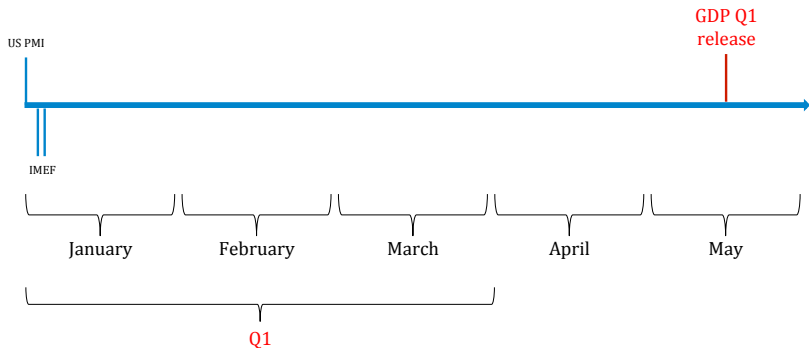 GDP Q1
release
US PMI
IMEF
January
February
March
April
May
Q1